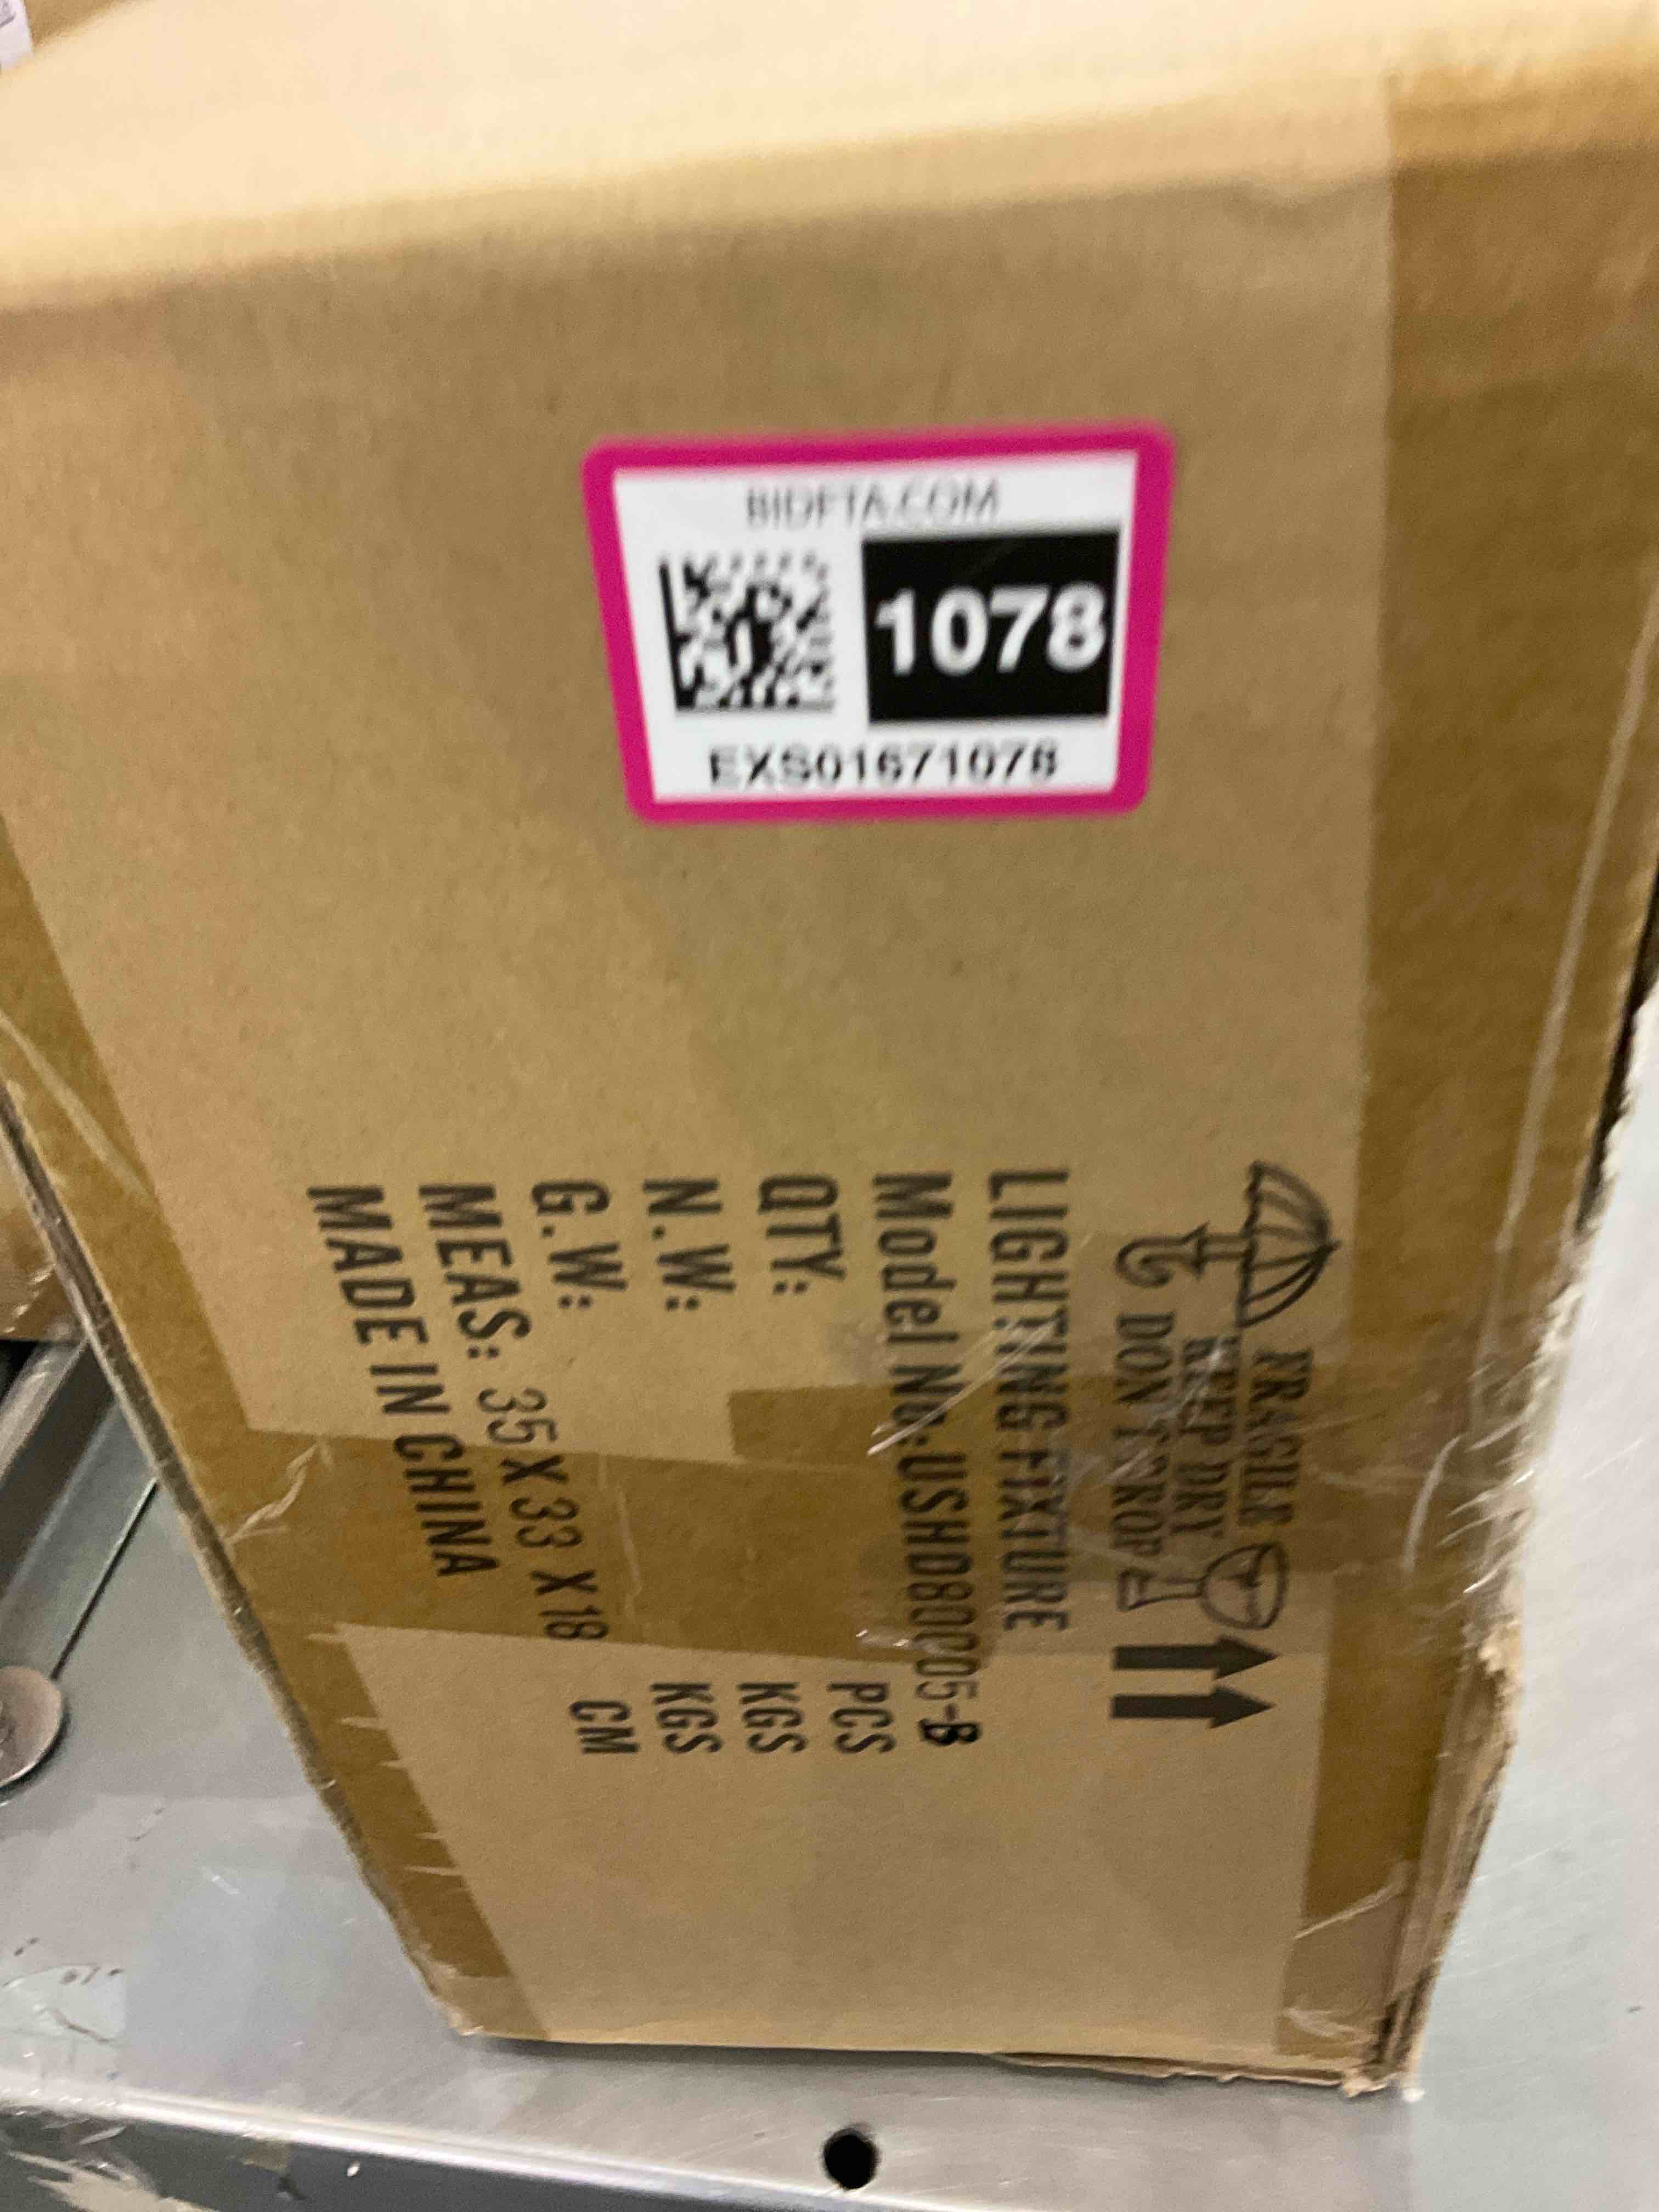 BIDFTA.COM
1078
EXS01671078
FRAGILE
KEEP DRY
DON'T DROP
LIGHTING FIXTURE
Model No.:USHD80005-B
QTY: PCS
N.W: KGS
G.W: KGS
MEAS: 35 X 33 X 18 CM
MADE IN CHINA